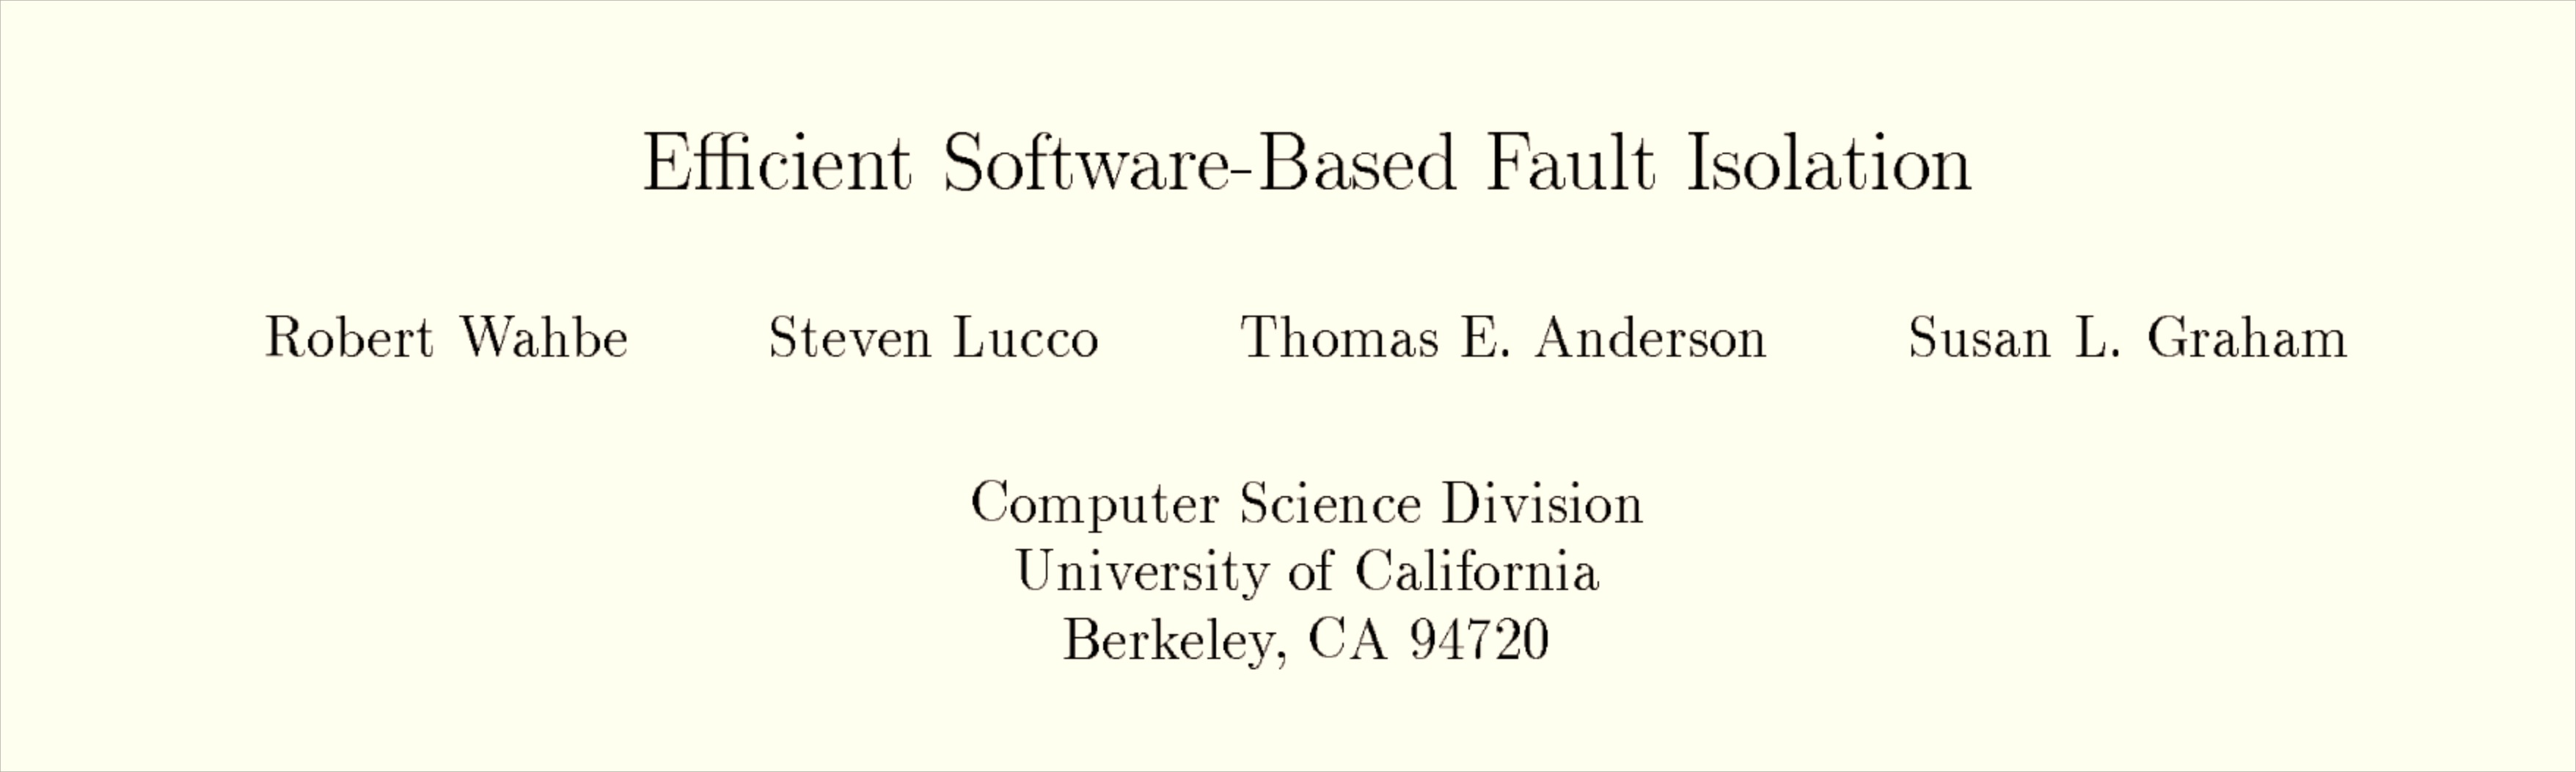 Efficient Software-Based Fault Isolation
Robert Wahbe Steven Lucco Thomas E. Anderson Susan L. Graham
Computer Science Division
University of California
Berkeley, CA 94720